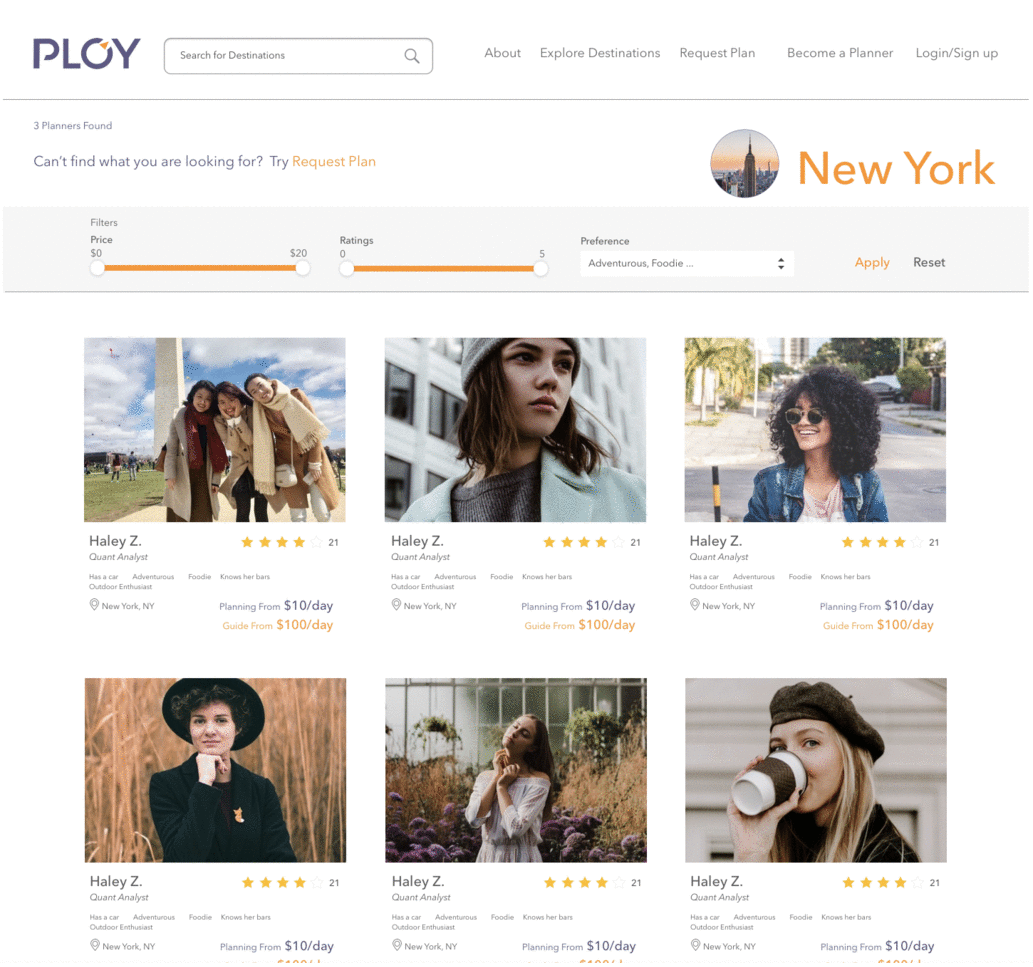 PLOY
Search for Destinations
About Explore Destinations Request Plan Become a Planner Login/Sign up
3 Planners Found
Can't find what you are looking for? Try Request Plan
New York
Filters
Price Ratings Preference
$0 $20 0 5
Adventurous, Foodie ... Apply Reset
Haley Z. 21 Haley Z. 21 Haley Z. 21
Quant Analyst Quant Analyst Quant Analyst
Has a car Adventurous Foodie Knows her bars Has a car Adventurous Foodie Knows her bars Has a car Adventurous Foodie Knows her bars
Outdoor Enthusiast Outdoor Enthusiast Outdoor Enthusiast
New York, NY Planning From $10/day New York, NY Planning From $10/day New York, NY Planning From $10/day
Guide From $100/day Guide From $100/day Guide From $100/day
Haley Z. 21 Haley Z. 21 Haley Z. 21
Quant Analyst Quant Analyst Quant Analyst
Has a car Adventurous Foodie Knows her bars Has a car Adventurous Foodie Knows her bars Has a car Adventurous Foodie Knows her bars
Outdoor Enthusiast Outdoor Enthusiast Outdoor Enthusiast
New York, NY Planning From $10/day New York, NY Planning From $10/day New York, NY Planning From $10/day